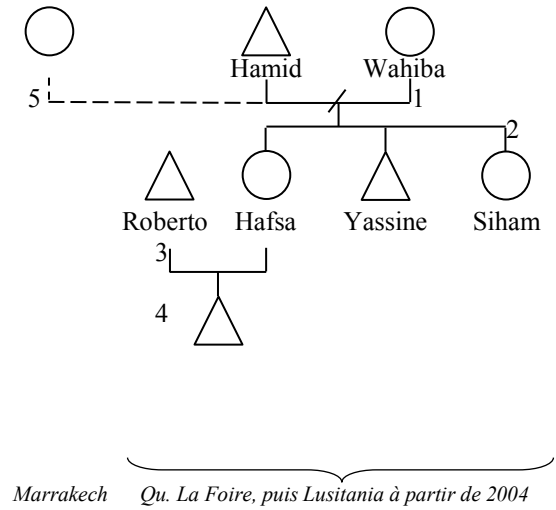 Hamid Wahiba
5 1
2
Roberto Hafsa Yassine Siham
3
4
Marrakech Qu. La Foire, puis Lusitania à partir de 2004